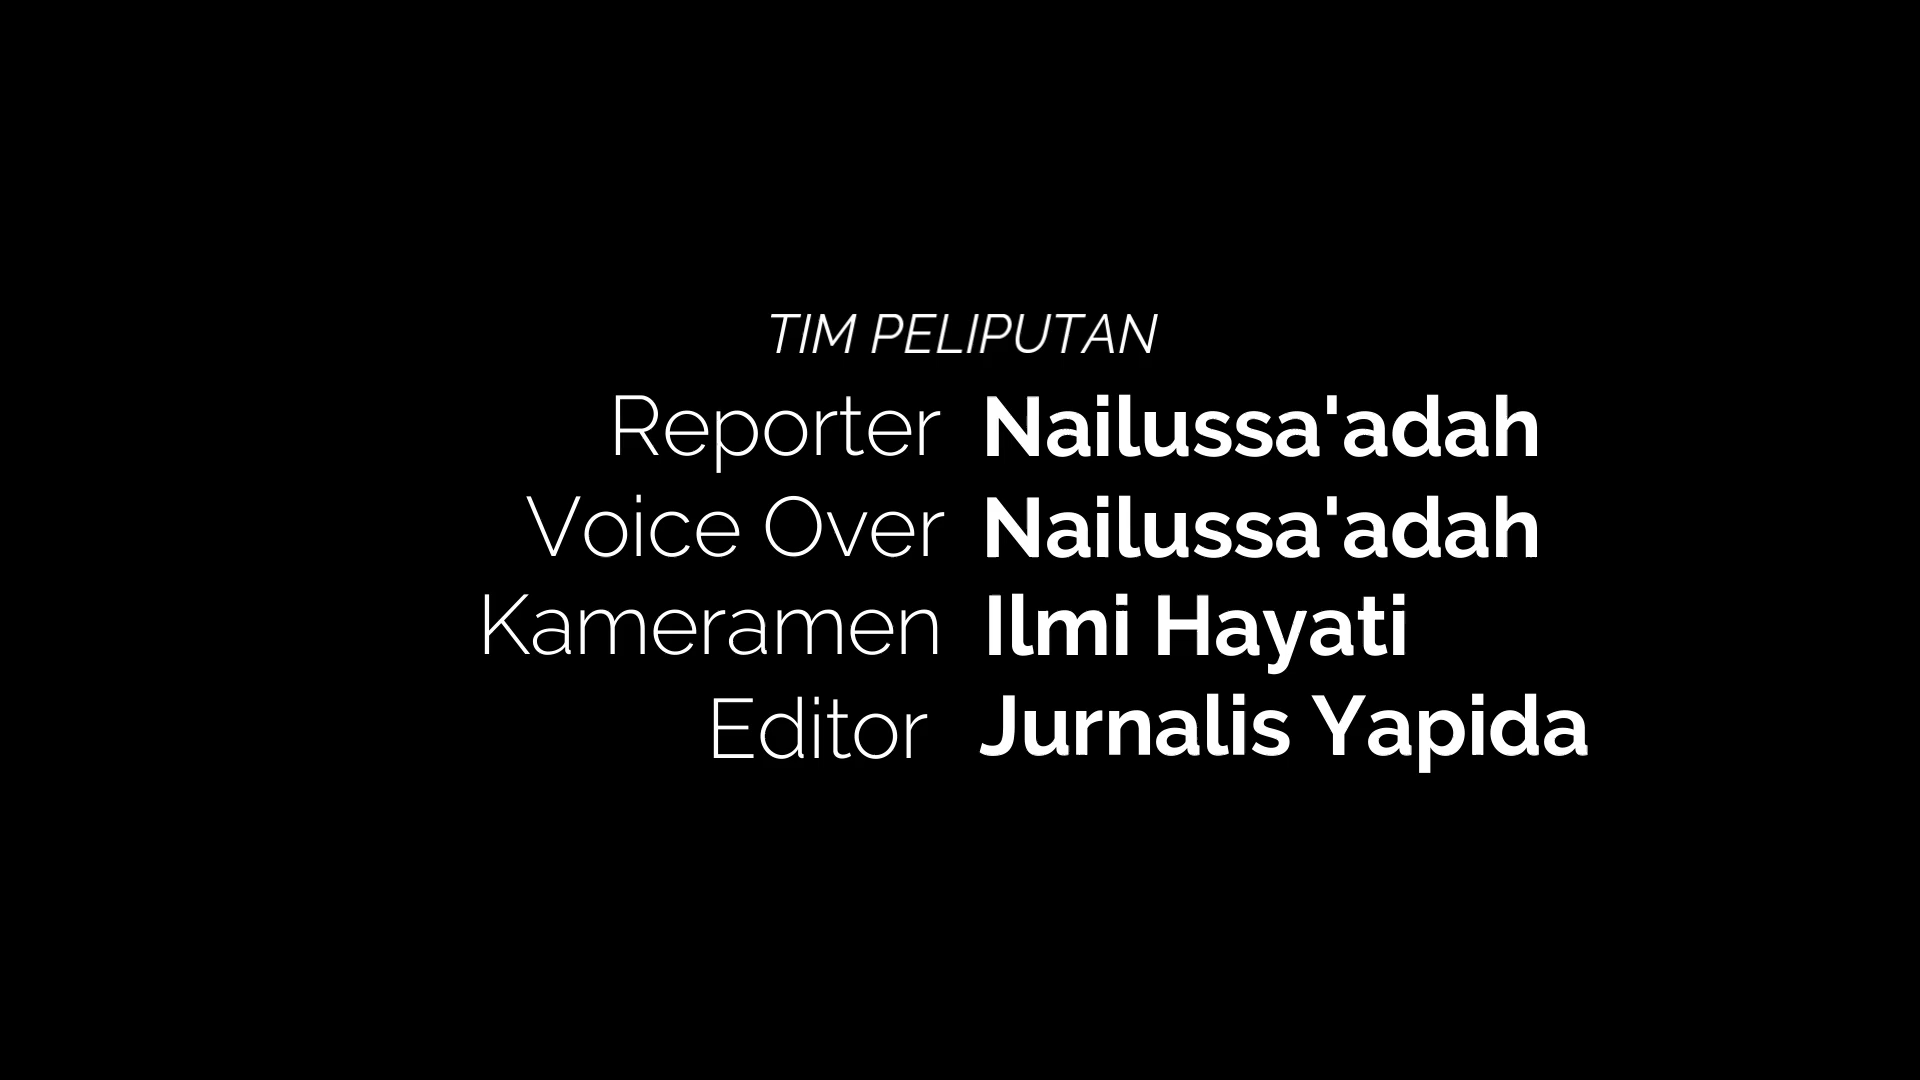 TIM PELIPUTAN
Reporter Nailussa'adah
Voice Over Nailussa'adah
Kameramen Ilmi Hayati
Editor Jurnalis Yapida